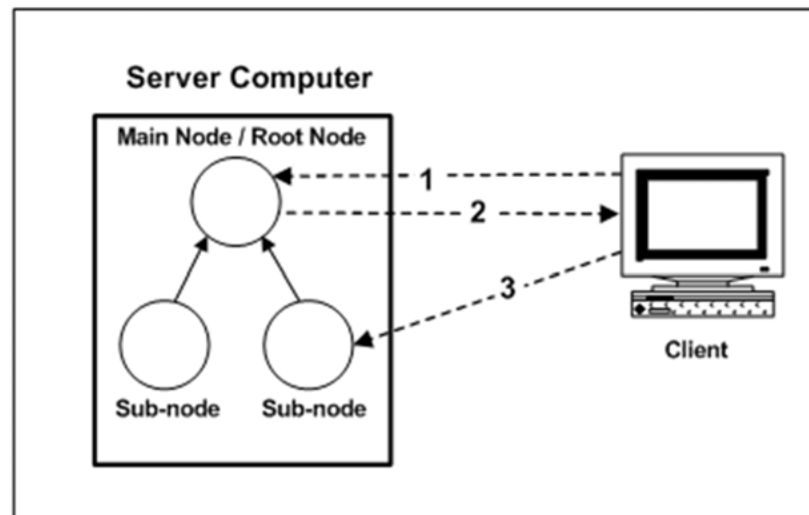 Server Computer
Main Node / Root Node
1
2
3
Client
Sub-node
Sub-node